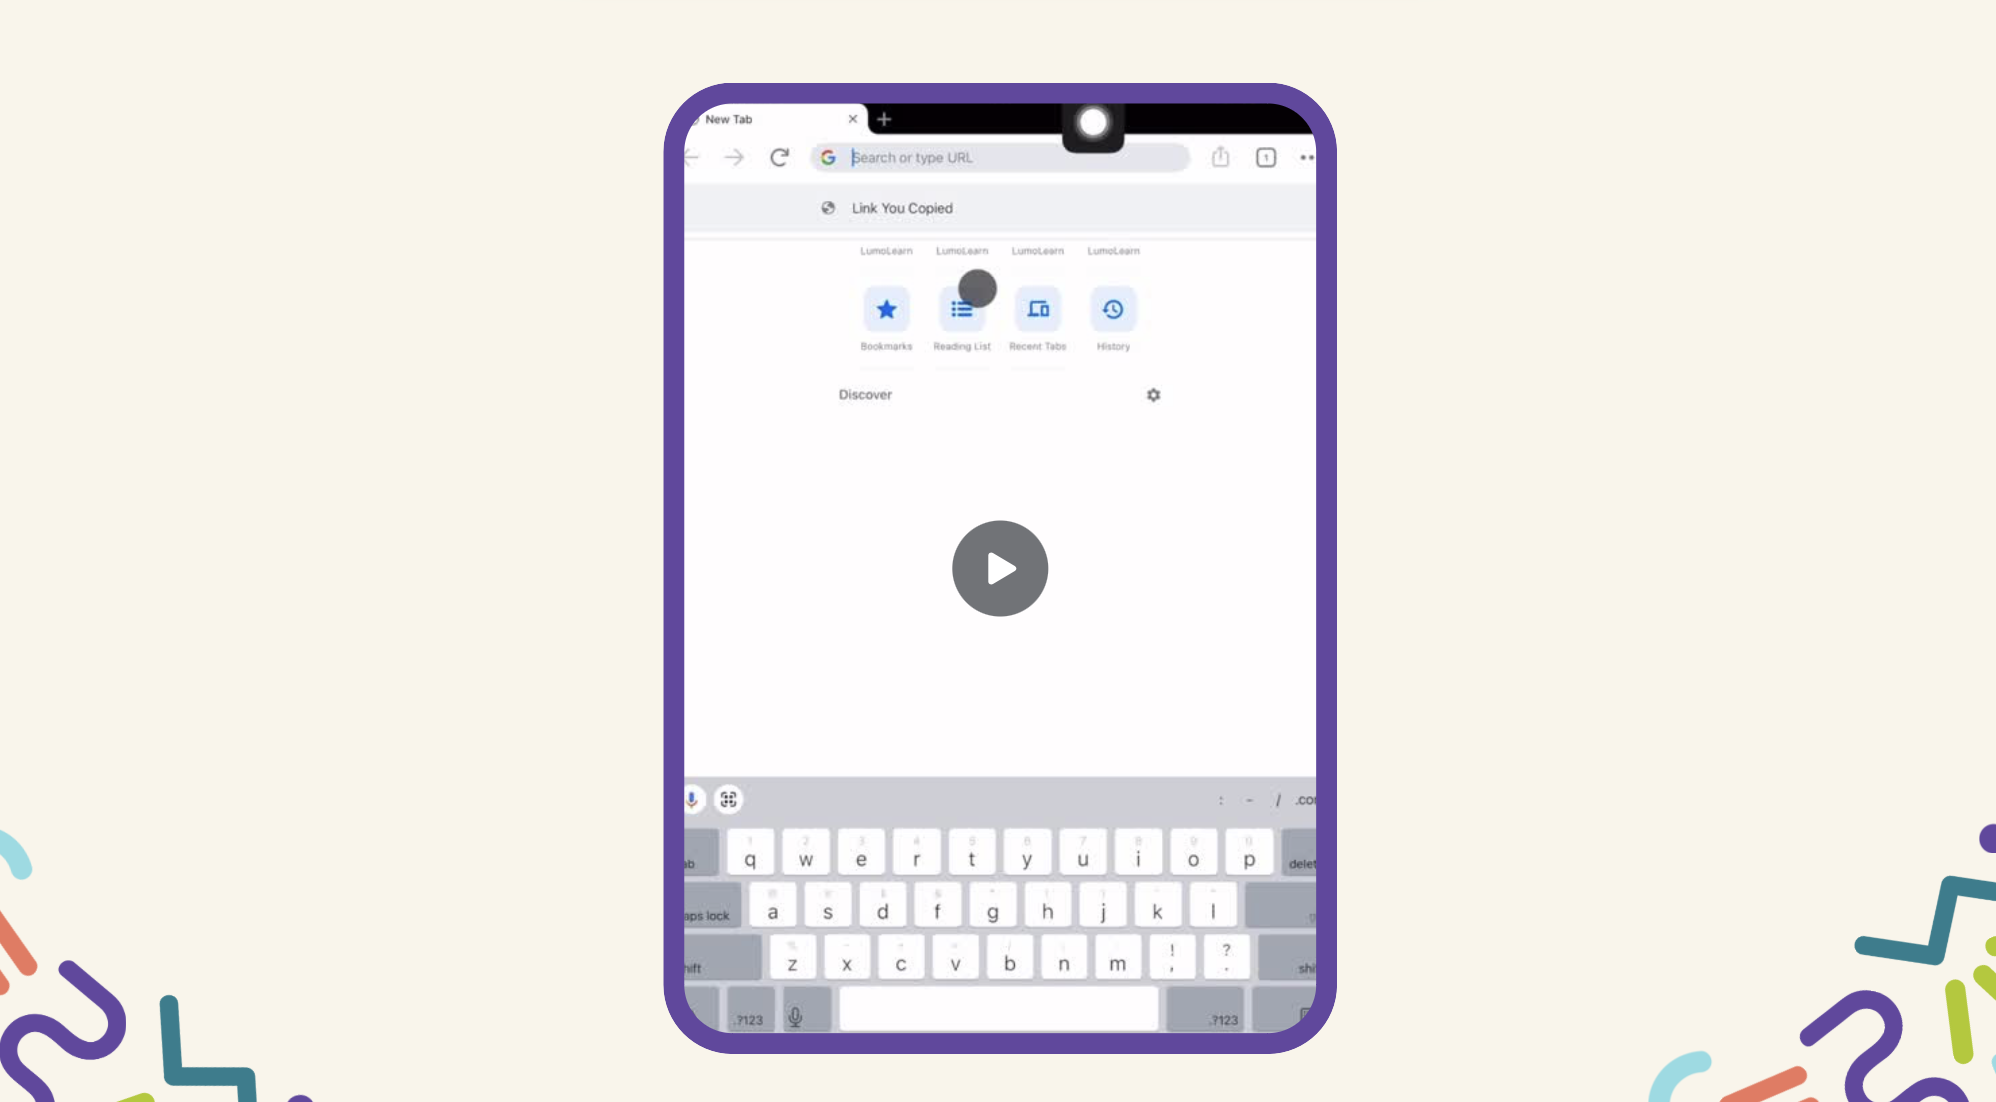 New Tab
Search or type URL
1
Link You Copied
LumoLearn LumoLearn LumoLearn LumoLearn
Bookmarks Reading List Recent Tabs History
Discover
: - / .co
q w e r t y u i o p delet
aps lock a s d f g h j k l
hift z x c v b n m ! , ? . shi
.?123 .?123